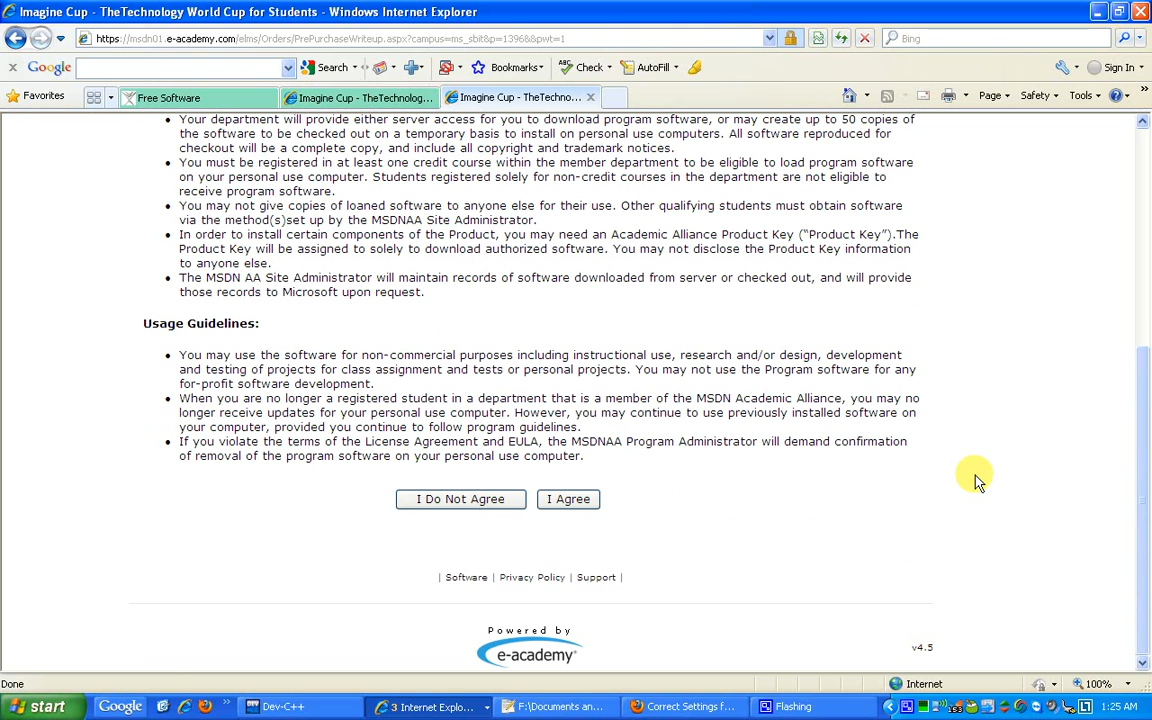 Imagine Cup - TheTechnology World Cup for Students - Windows Internet Explorer
https://msdn01.e-academy.com/elms/Orders/PrePurchaseWriteup.aspx?campus=ms_sbit&p=1396&&pwt=1
Bing
x Google Search Bookmarks Check AutoFill Sign In
Favorites Free Software Imagine Cup - TheTechnolog... Imagine Cup - TheTechno... x Page Safety Tools
Your department will provide either server access for you to download program software, or may create up to 50 copies of
the software to be checked out on a temporary basis to install on personal use computers. All software reproduced for
checkout will be a complete copy, and include all copyright and trademark notices.
You must be registered in at least one credit course within the member department to be eligible to load program software
on your personal use computer. Students registered solely for non-credit courses in the department are not eligible to
receive program software.
You may not give copies of loaned software to anyone else for their use. Other qualifying students must obtain software
via the method(s)set up by the MSDNAA Site Administrator.
In order to install certain components of the Product, you may need an Academic Alliance Product Key (“Product Key”).The
Product Key will be assigned to solely to download authorized software. You may not disclose the Product Key information
to anyone else.
The MSDN AA Site Administrator will maintain records of software downloaded from server or checked out, and will provide
those records to Microsoft upon request.
Usage Guidelines:
You may use the software for non-commercial purposes including instructional use, research and/or design, development
and testing of projects for class assignment and tests or personal projects. You may not use the Program software for any
for-profit software development.
When you are no longer a registered student in a department that is a member of the MSDN Academic Alliance, you may no
longer receive updates for your personal use computer. However, you may continue to use previously installed software on
your computer, provided you continue to follow program guidelines.
If you violate the terms of the License Agreement and EULA, the MSDNAA Program Administrator will demand confirmation
of removal of the program software on your personal use computer.
I Do Not Agree I Agree
| Software | Privacy Policy | Support |
Powered by
e-academy
v4.5
Done Internet 100%
start Google Dev-C++ 3 Internet Explo... F:\Documents an... Correct Settings f... Flashing 1:25 AM